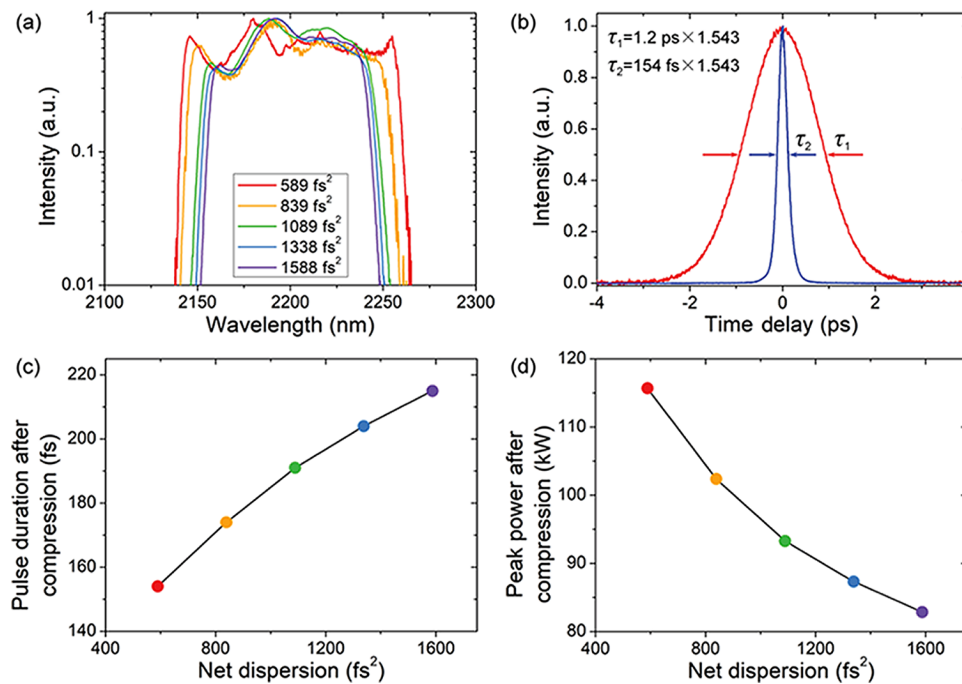 (a)
Intensity (a.u.)
1
0.1
0.01
589 fs²
839 fs²
1089 fs²
1338 fs²
1588 fs²
2100 2150 2200 2250 2300
Wavelength (nm)
(b)
Intensity (a.u.)
1.0
0.8
0.6
0.4
0.2
0.0
τ₁=1.2 ps×1.543
τ₂=154 fs×1.543
τ₂ τ₁
-4 -2 0 2
Time delay (ps)
(c)
Pulse duration after
compression (fs)
220
200
180
160
140
400 800 1200 1600
Net dispersion (fs²)
(d)
Peak power after
compression (kW)
120
110
100
90
80
400 800 1200 1600
Net dispersion (fs²)